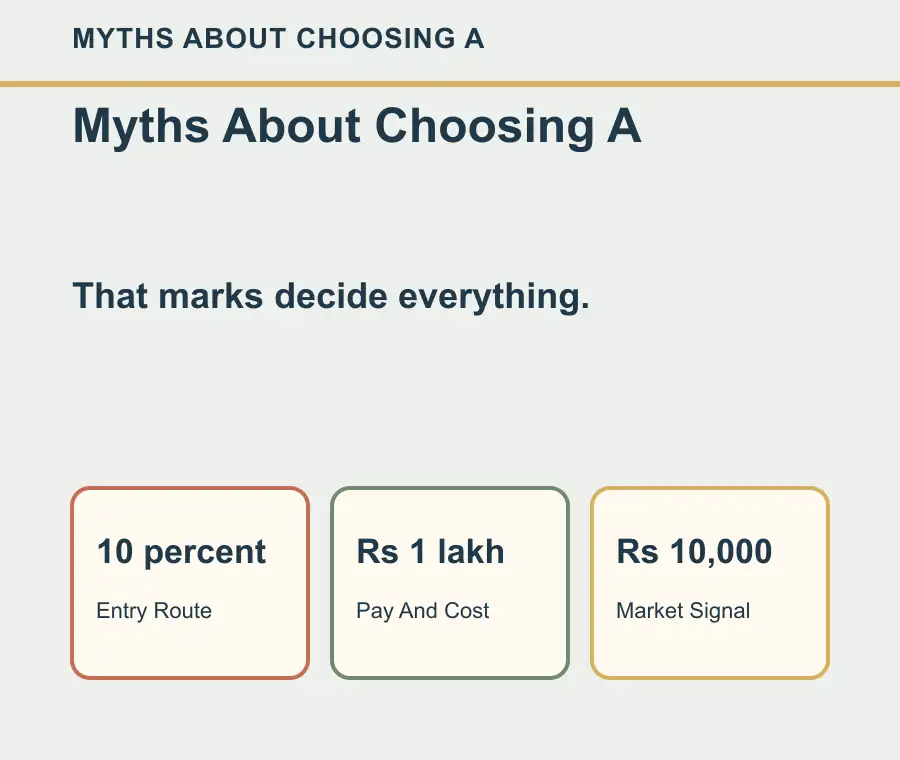 MYTHS ABOUT CHOOSING A
Myths About Choosing A
That marks decide everything.
10 percent
Entry Route
Rs 1 lakh
Pay And Cost
Rs 10,000
Market Signal